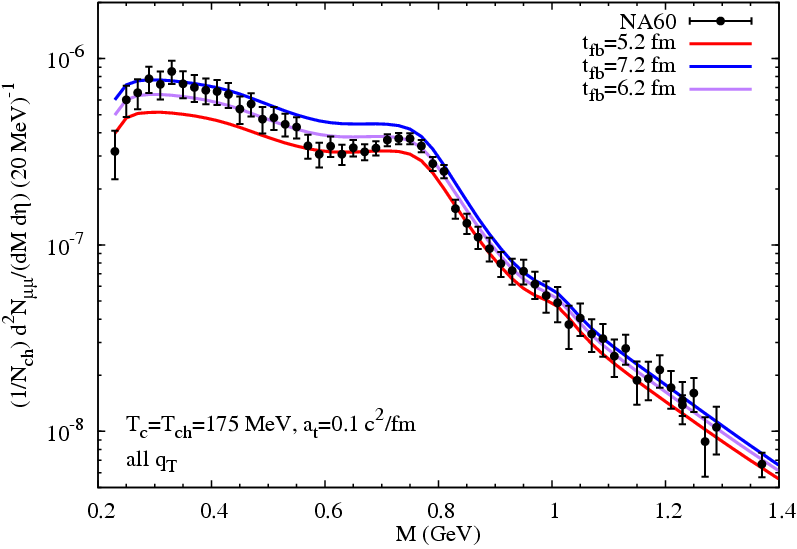 NA60
t_fb=5.2 fm
t_fb=7.2 fm
t_fb=6.2 fm
10^-6
10^-7
10^-8
(1/N_ch) d^2N_μμ/(dM dη) (20 MeV)^-1
T_c=T_ch=175 MeV, a_t=0.1 c^2/fm
all q_T
0.2 0.4 0.6 0.8 1 1.2 1.4
M (GeV)